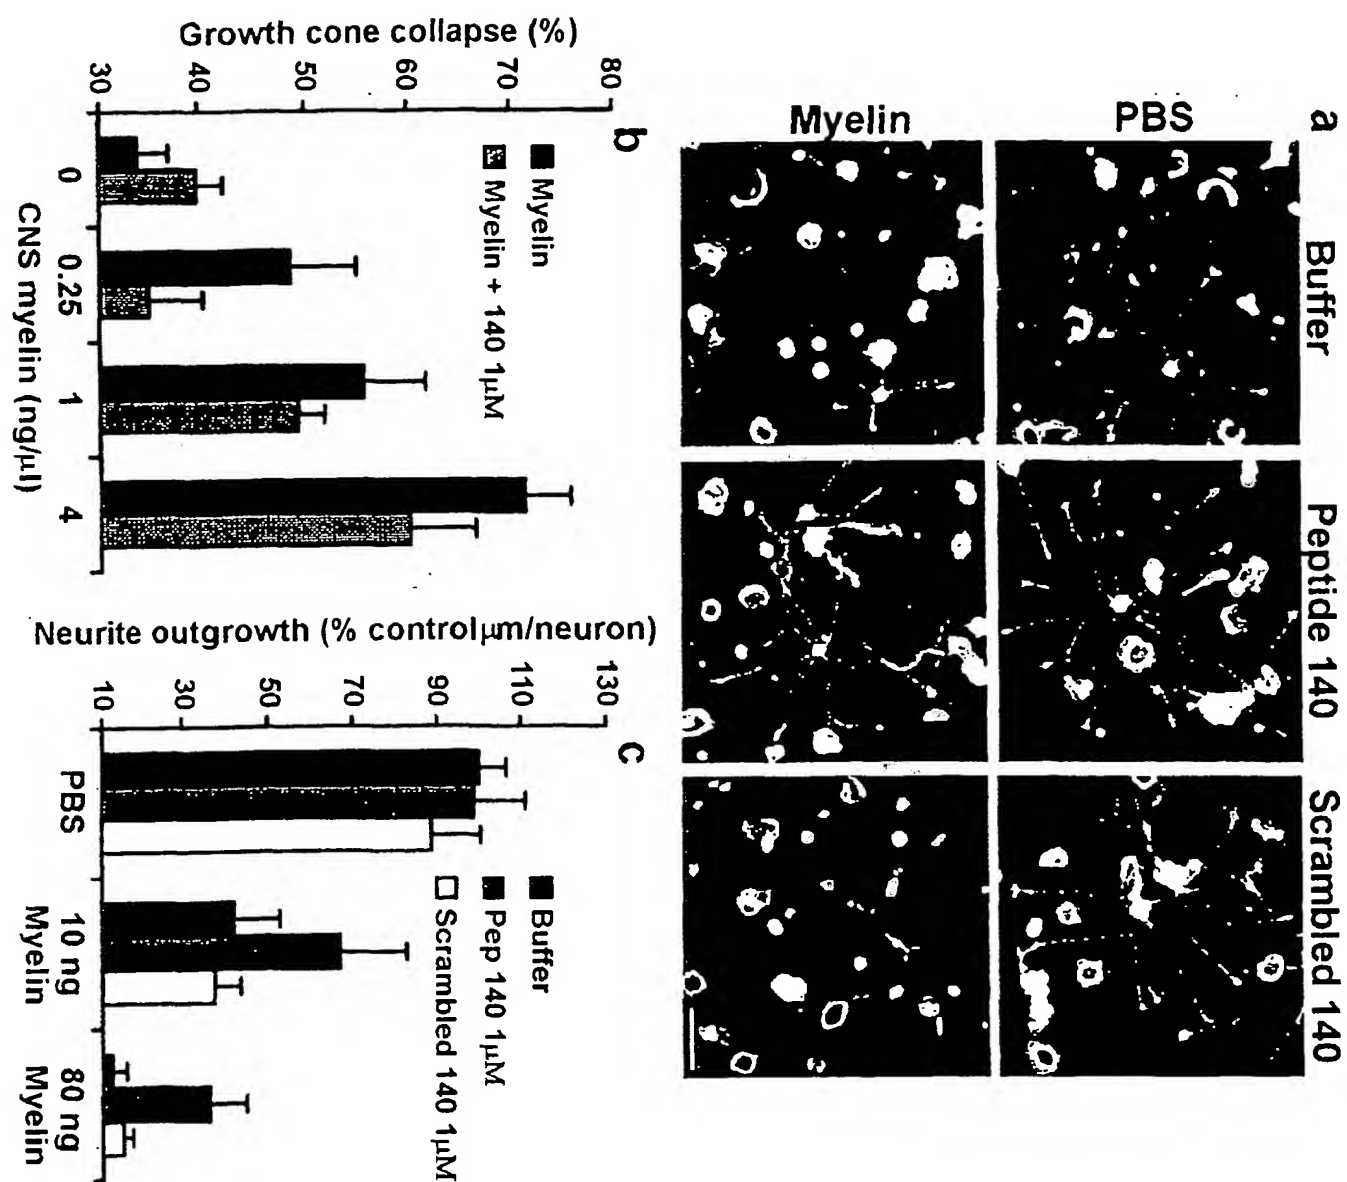 a
Buffer
Peptide 140
Scrambled 140
PBS
Myelin
b
Growth cone collapse (%)
80
70
60
50
40
30
Myelin
Myelin + 140 1µM
0
0.25
1
4
CNS myelin (ng/µl)
c
Neurite outgrowth (% controlµm/neuron)
130
110
90
70
50
30
10
Buffer
Pep 140 1µM
Scrambled 140 1µM
PBS
10 ng
Myelin
80 ng
Myelin